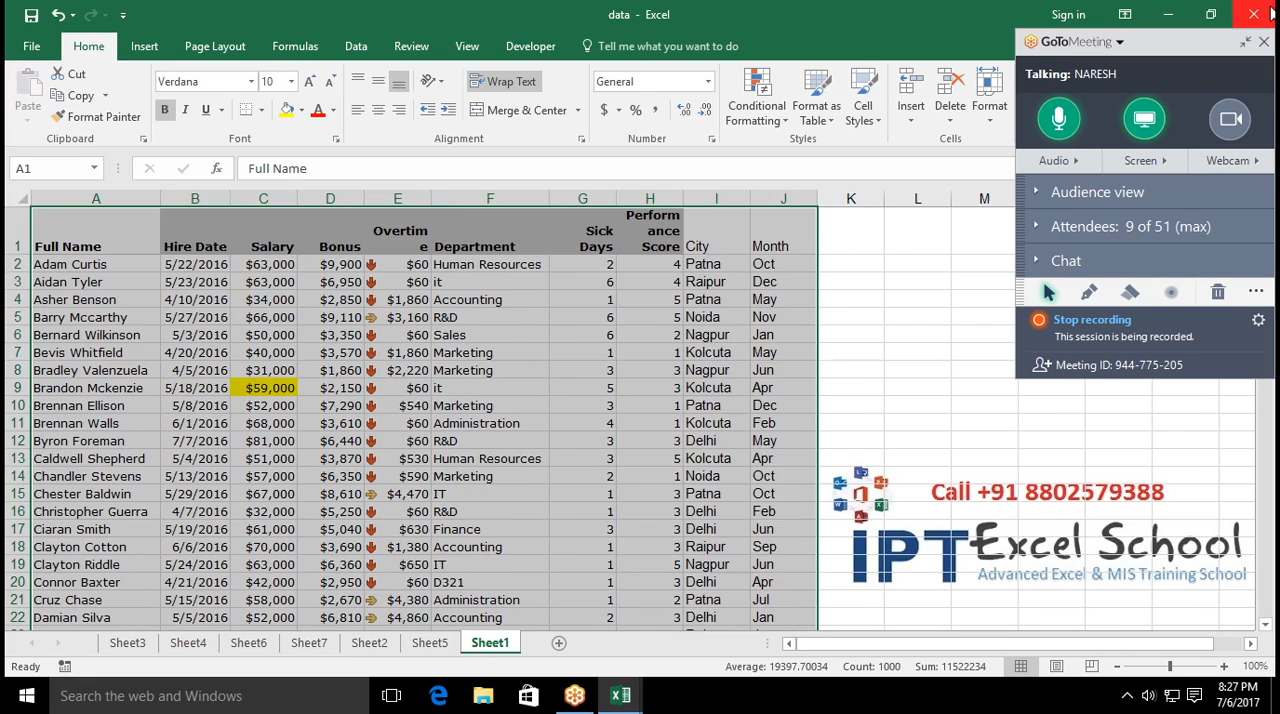 data - Excel
Sign in
File Home Insert Page Layout Formulas Data Review View Developer Tell me what you want to do
Paste
Cut
Copy
Format Painter
Clipboard
Verdana 10
B I U
Font
Wrap Text
Merge & Center
Alignment
General
$ % ,
Number
Conditional Formatting
Format as Table
Cell Styles
Styles
Insert Delete Format
Cells
GoToMeeting
Talking: NARESH
Audio Screen Webcam
Audience view
Attendees: 9 of 51 (max)
Chat
Stop recording
This session is being recorded.
Meeting ID: 944-775-205
A1 fx Full Name
A B C D E F G H I J K L M
1 Full Name Hire Date Salary Bonus Overtime Department Sick Days Performance Score City Month
2 Adam Curtis 5/22/2016 $63,000 $9,900 $60 Human Resources 2 4 Patna Oct
3 Aidan Tyler 5/23/2016 $63,000 $6,950 $60 it 6 4 Raipur Dec
4 Asher Benson 4/10/2016 $34,000 $2,850 $1,860 Accounting 1 5 Patna May
5 Barry Mccarthy 5/27/2016 $66,000 $9,110 $3,160 R&D 6 5 Noida Nov
6 Bernard Wilkinson 5/3/2016 $50,000 $3,350 $60 Sales 6 2 Nagpur Jan
7 Bevis Whitfield 4/20/2016 $40,000 $3,570 $1,860 Marketing 1 1 Kolcuta May
8 Bradley Valenzuela 4/5/2016 $31,000 $1,960 $2,220 Marketing 3 3 Nagpur Jun
9 Brandon Mckenzie 5/18/2016 $59,000 $2,150 $60 it 5 3 Kolcuta Apr
10 Brennan Ellison 5/8/2016 $52,000 $7,290 $540 Marketing 3 1 Patna Dec
11 Brennan Walls 6/1/2016 $68,000 $3,610 $60 Administration 4 1 Kolcuta Feb
12 Byron Foreman 7/7/2016 $81,000 $6,440 $60 R&D 3 3 Delhi May
13 Caldwell Shepherd 5/4/2016 $51,000 $3,870 $530 Human Resources 3 5 Kolcuta Apr
14 Chandler Stevens 5/13/2016 $57,000 $6,350 $590 Marketing 2 1 Noida Oct
15 Chester Baldwin 5/29/2016 $67,000 $8,610 $4,470 IT 1 3 Patna Oct
16 Christopher Guer 4/7/2016 $32,000 $5,250 $60 R&D 1 3 Delhi Feb
17 Ciaran Smith 5/19/2016 $61,000 $5,040 $630 Finance 3 3 Delhi Jun
18 Clayton Cotton 6/6/2016 $70,000 $3,690 $1,380 Accounting 1 3 Raipur Sep
19 Clayton Riddle 5/24/2016 $63,000 $6,360 $650 IT 1 5 Nagpur Jun
20 Connor Baxter 4/21/2016 $42,000 $2,950 $60 D321 1 3 Delhi Apr
21 Cruz Chase 5/15/2016 $58,000 $2,670 $4,380 Administration 1 2 Patna Jul
22 Damian Silva 5/5/2016 $52,000 $6,810 $4,860 Accounting 2 3 Delhi Jan
Call +91 8802579388
iPT Excel School
Advanced Excel & MIS Training School
Sheet3 Sheet4 Sheet6 Sheet7 Sheet2 Sheet5 Sheet1
Ready Average: 19397.70034 Count: 1000 Sum: 11522234 100%
Search the web and Windows
8:27 PM
7/6/2017